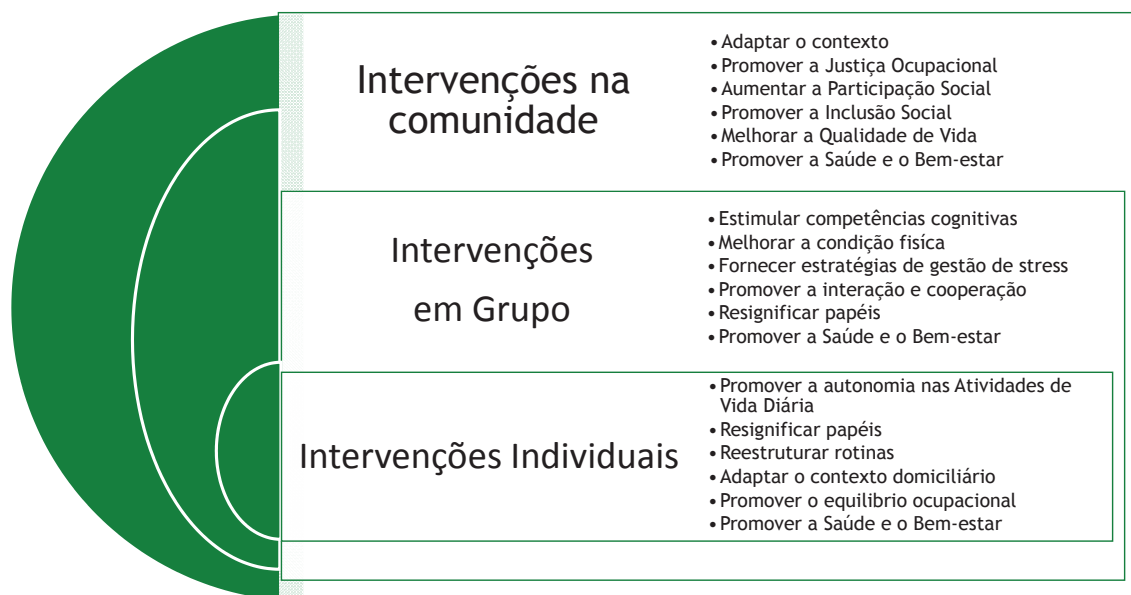 Intervenções na
comunidade
• Adaptar o contexto
• Promover a Justiça Ocupacional
• Aumentar a Participação Social
• Promover a Inclusão Social
• Melhorar a Qualidade de Vida
• Promover a Saúde e o Bem-estar
Intervenções
em Grupo
• Estimular competências cognitivas
• Melhorar a condição fisíca
• Fornecer estratégias de gestão de stress
• Promover a interação e cooperação
• Resignificar papéis
• Promover a Saúde e o Bem-estar
Intervenções Individuais
• Promover a autonomia nas Atividades de
Vida Diária
• Resignificar papéis
• Reestruturar rotinas
• Adaptar o contexto domiciliário
• Promover o equilibrio ocupacional
• Promover a Saúde e o Bem-estar